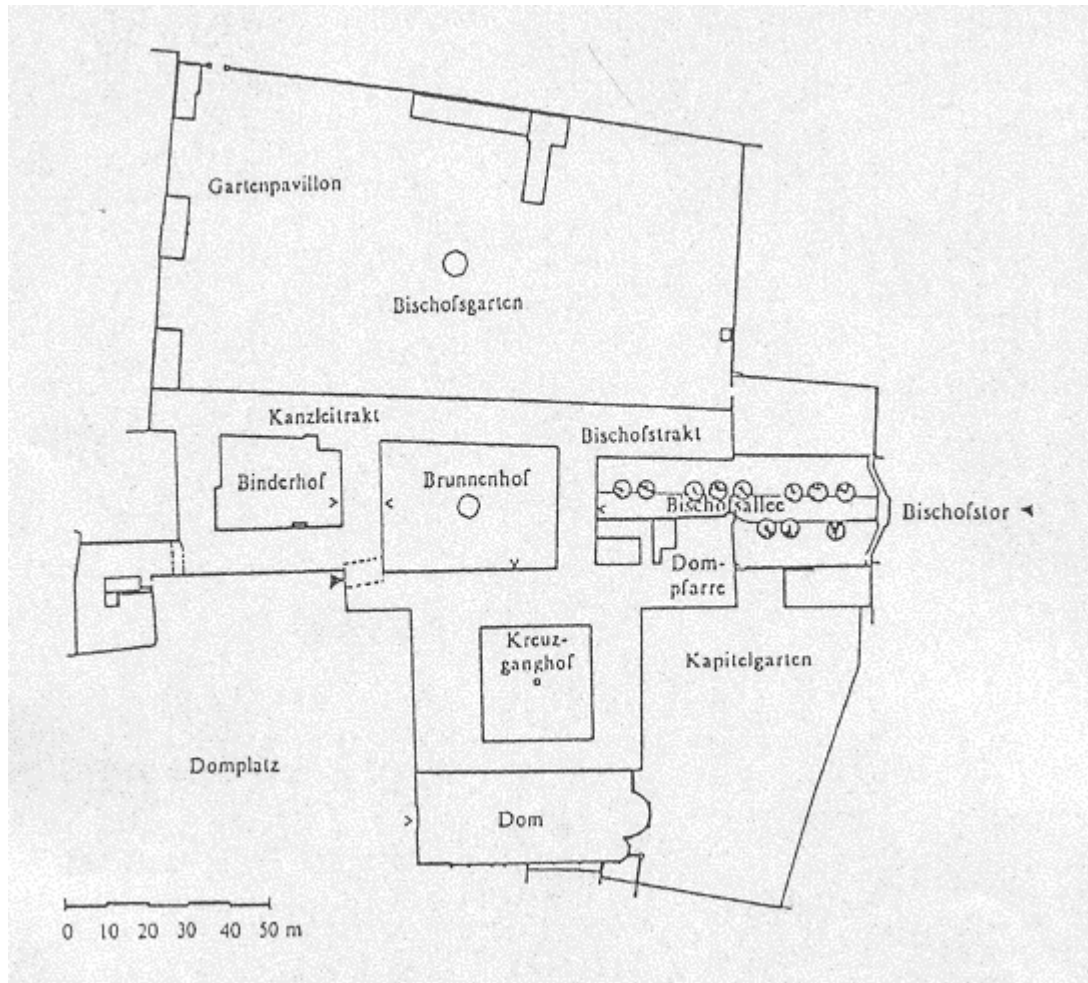 Gartenpavillon
Bischofsgarten
Kanzleitrakt
Bischofstrakt
Binderhof
Brunnenhof
Bischofsallee
Bischofstor
Dom-
pfarre
Kreuz-
ganghof
Kapitelgarten
Domplatz
Dom
0 10 20 30 40 50 m